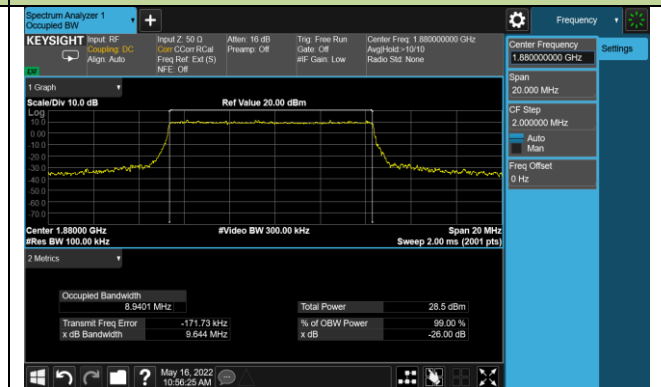 Spectrum Analyzer 1
Occupied BW
Frequency
KEYSIGHT
Input: RF
Coupling: DC
Align: Auto
Input Z: 50 Ω
Corr CCorr RCal
Freq Ref: Ext (S)
NFE: Off
Atten: 16 dB
Preamp: Off
Trig: Free Run
Gate: Off
#IF Gain: Low
Center Freq: 1.880000000 GHz
Avg|Hold:>10/10
Radio Std: None
Center Frequency
1.880000000 GHz
Settings
Span
20.000 MHz
CF Step
2.000000 MHz
Auto
Man
Freq Offset
0 Hz
1 Graph
Scale/Div 10.0 dB
Ref Value 20.00 dBm
Log
10.0
0.00
-10.0
-20.0
-30.0
-40.0
-50.0
-60.0
-70.0
Center 1.88000 GHz
#Video BW 300.00 kHz
Span 20 MHz
#Res BW 100.00 kHz
Sweep 2.00 ms (2001 pts)
2 Metrics
Occupied Bandwidth
8.9401 MHz
Total Power
28.5 dBm
Transmit Freq Error
-171.73 kHz
% of OBW Power
99.00 %
x dB Bandwidth
9.644 MHz
x dB
-26.00 dB
?
May 16, 2022
10:56:25 AM